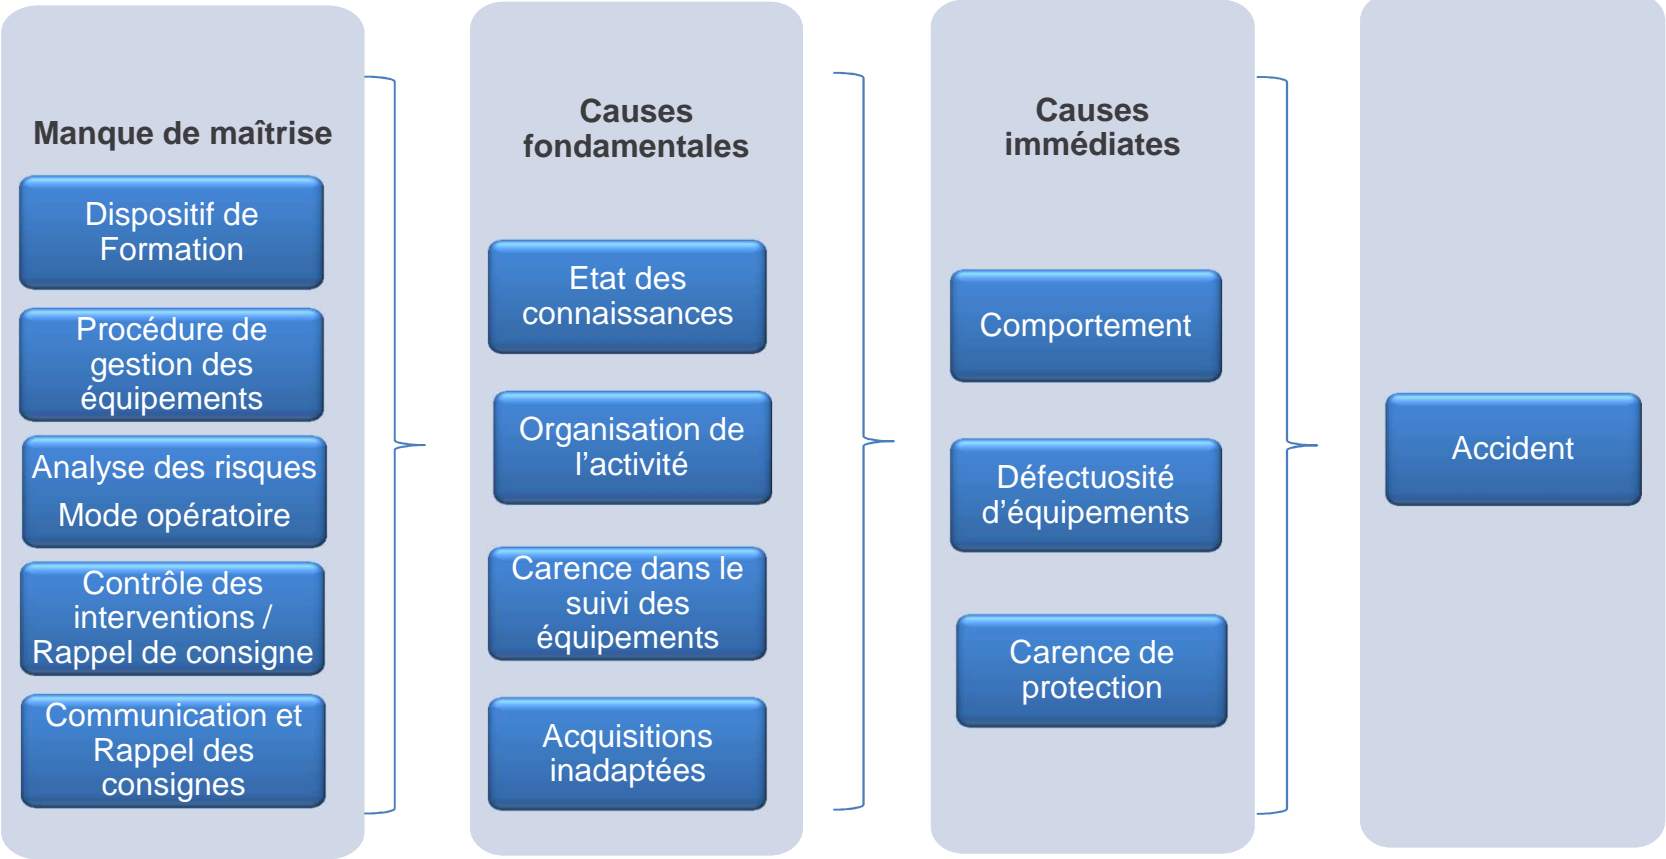 Manque de maîtrise
Dispositif de
Formation
Procédure de
gestion des
équipements
Analyse des risques
Mode opératoire
Contrôle des
interventions /
Rappel de consigne
Communication et
Rappel des
consignes
Causes
fondamentales
Etat des
connaissances
Organisation de
l’activité
Carence dans le
suivi des
équipements
Acquisitions
inadaptées
Causes
immédiates
Comportement
Défectuosité
d’équipements
Carence de
protection
Accident